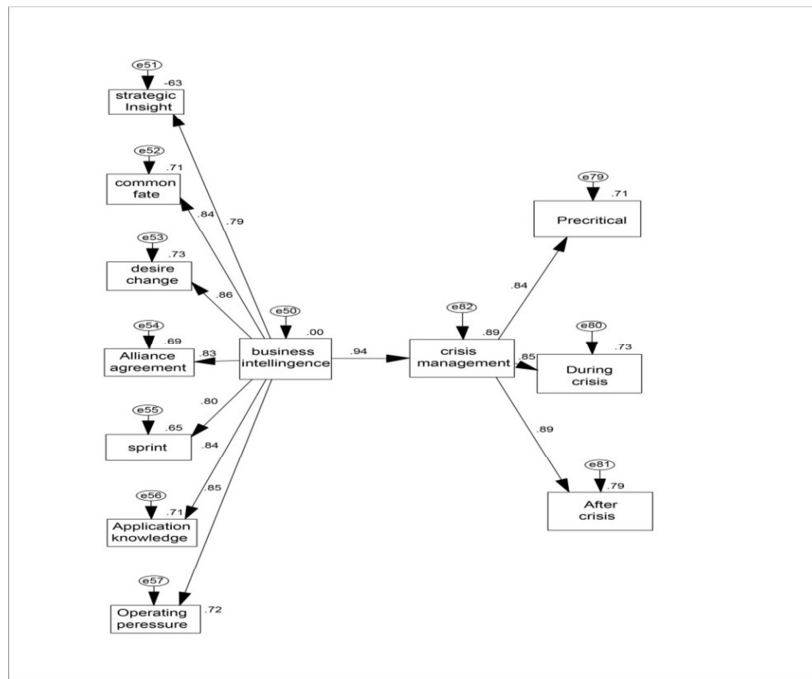 e51
-63
strategic
Insight
e52
.71
common
fate
.84
.79
e53
.73
desire
change
.86
e54
.69
Alliance
agreement
.83
e50
.00
business
intellingence
.94
e55
.65
sprint
.80
.84
.85
e56
.71
Application
knowledge
e57
.72
Operating
peressure
e82
.89
crisis
management
e79
.71
Precritical
.84
e80
.73
During
crisis
.85
.89
e81
.79
After
crisis